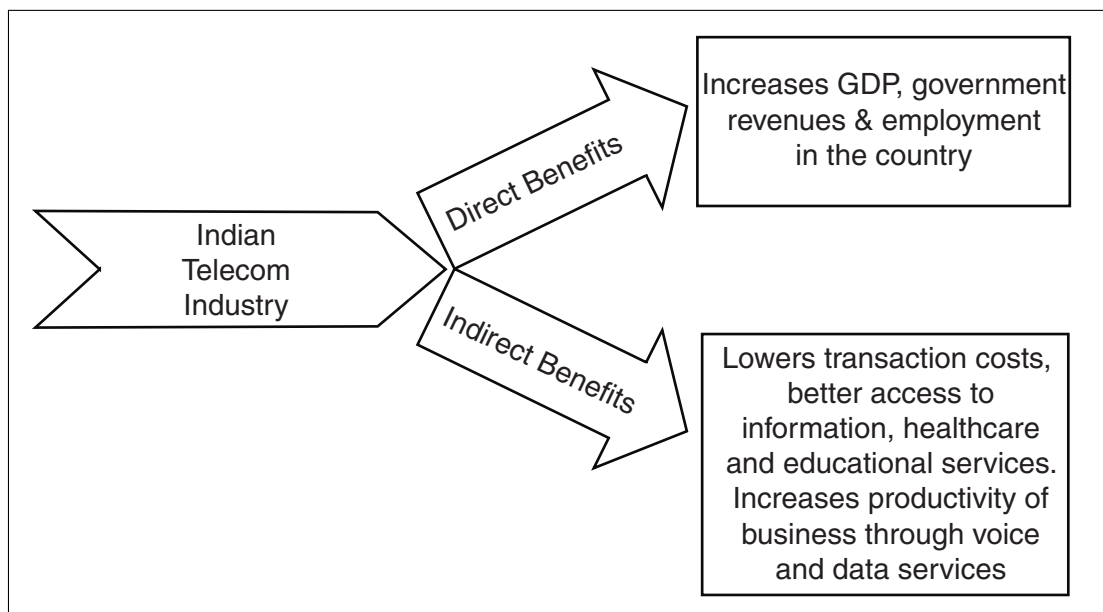 Indian
Telecom
Industry
Direct Benefits
Increases GDP, government
revenues & employment
in the country
Indirect Benefits
Lowers transaction costs,
better access to
information, healthcare
and educational services.
Increases productivity of
business through voice
and data services